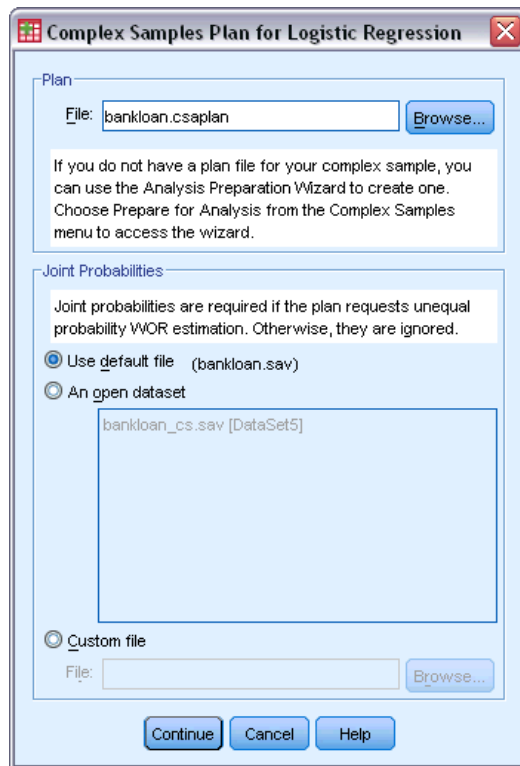 Complex Samples Plan for Logistic Regression
Plan
File: bankloan.csaplan Browse...
If you do not have a plan file for your complex sample, you
can use the Analysis Preparation Wizard to create one.
Choose Prepare for Analysis from the Complex Samples
menu to access the wizard.
Joint Probabilities
Joint probabilities are required if the plan requests unequal
probability WOR estimation. Otherwise, they are ignored.
Use default file (bankloan.sav)
An open dataset
bankloan_cs.sav [DataSet5]
Custom file
File: Browse...
Continue Cancel Help